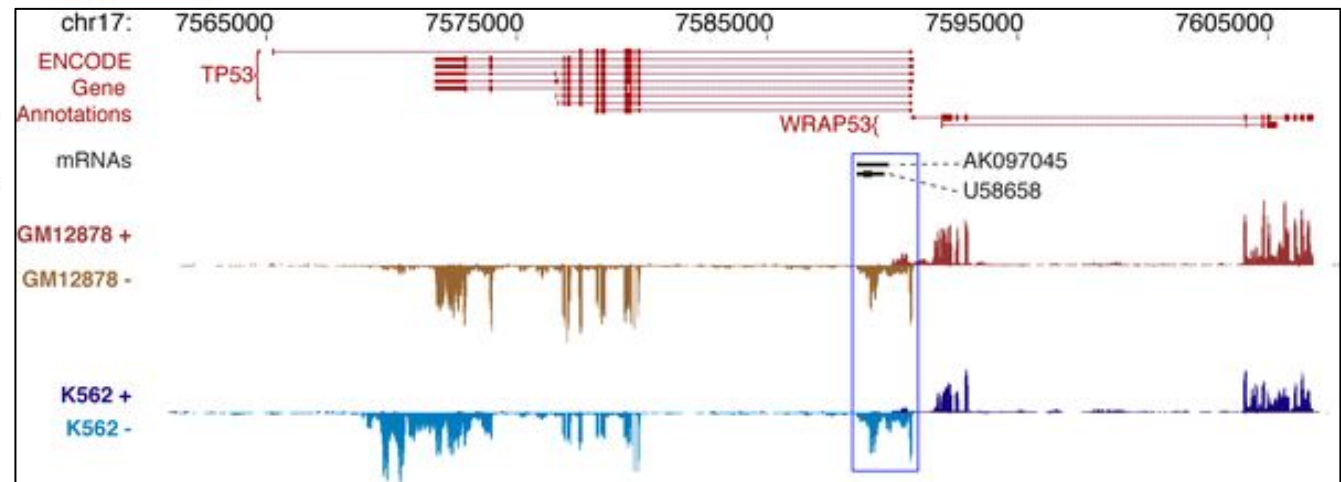 chr17: 7565000 7575000 7585000 7595000 7605000
ENCODE
TP53{
Gene
Annotations
WRAP53{
mRNAs
AK097045
U58658
GM12878 +
GM12878 -
K562 +
K562 -